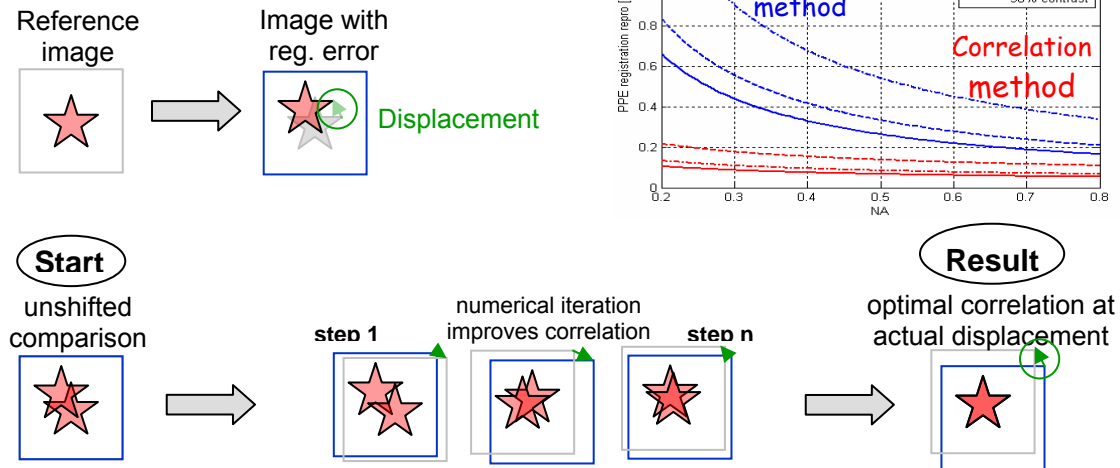 Reference
image
Image with
reg. error
Displacement
method
Correlation
method
PPE registration repro [
0.8
0.6
0.4
0.2
0
0.2
0.3
0.4
0.5
0.6
0.7
0.8
NA
Start
unshifted
comparison
step 1
numerical iteration
improves correlation
step n
Result
optimal correlation at
actual displacement